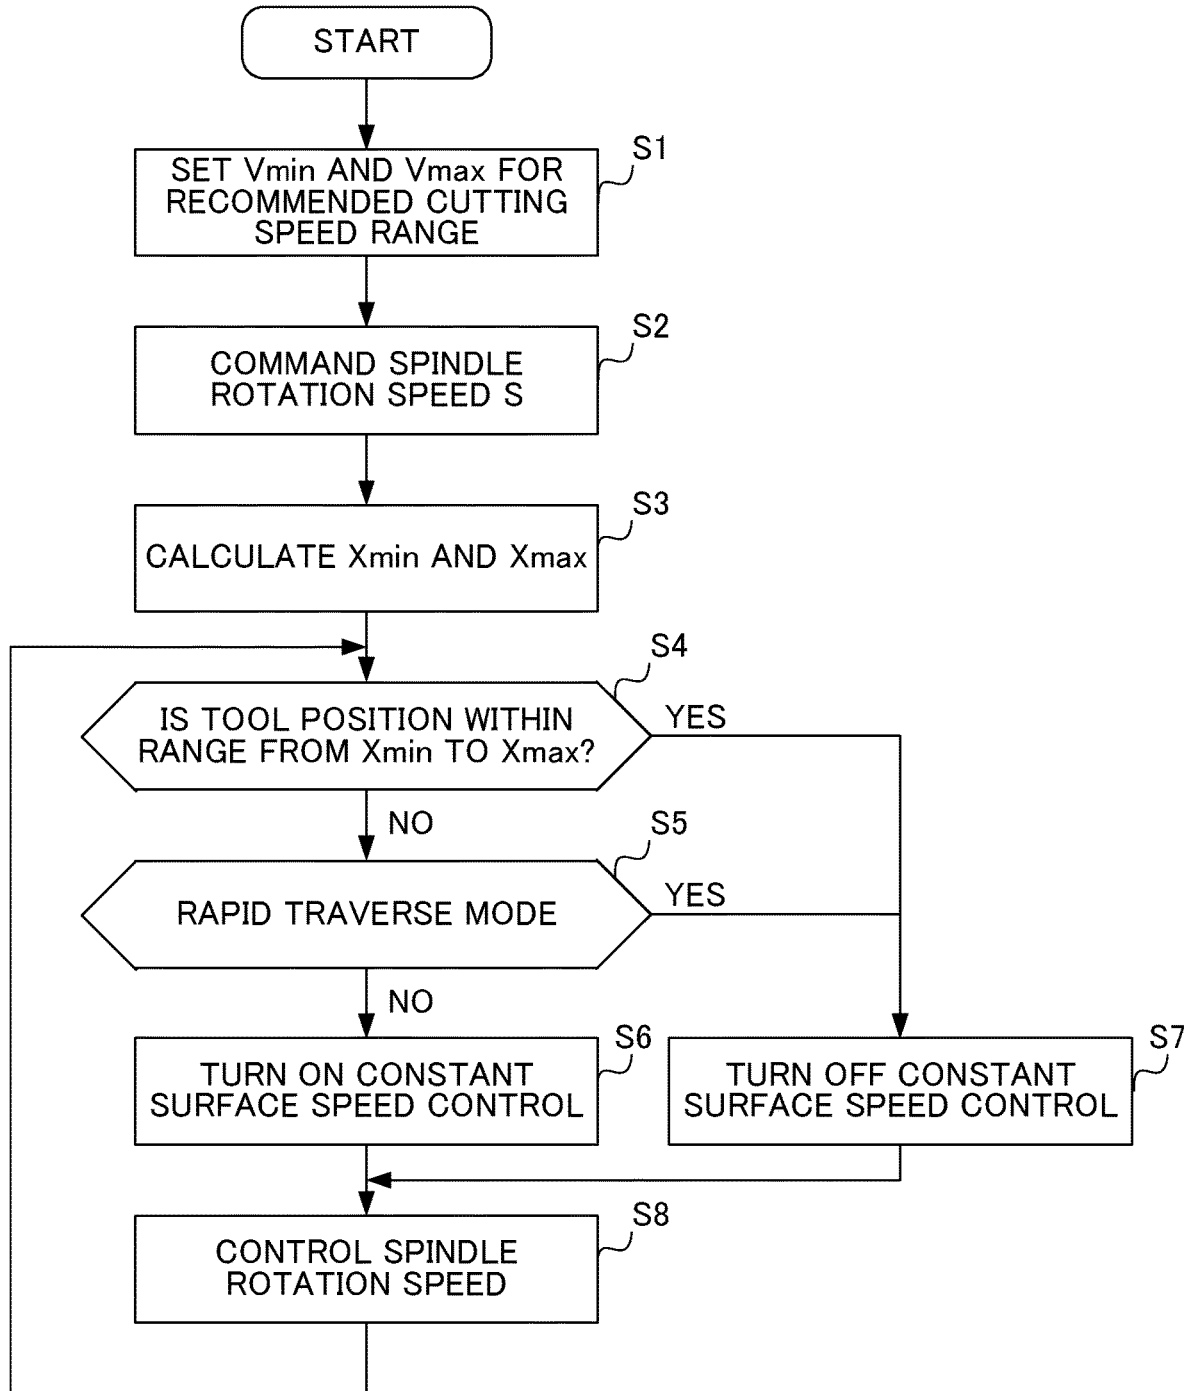 START
S1
SET Vmin AND Vmax FOR
RECOMMENDED CUTTING
SPEED RANGE
S2
COMMAND SPINDLE
ROTATION SPEED S
S3
CALCULATE Xmin AND Xmax
S4
IS TOOL POSITION WITHIN
RANGE FROM Xmin TO Xmax?
YES
NO
S5
RAPID TRAVERSE MODE
YES
NO
S6
TURN ON CONSTANT
SURFACE SPEED CONTROL
S7
TURN OFF CONSTANT
SURFACE SPEED CONTROL
S8
CONTROL SPINDLE
ROTATION SPEED